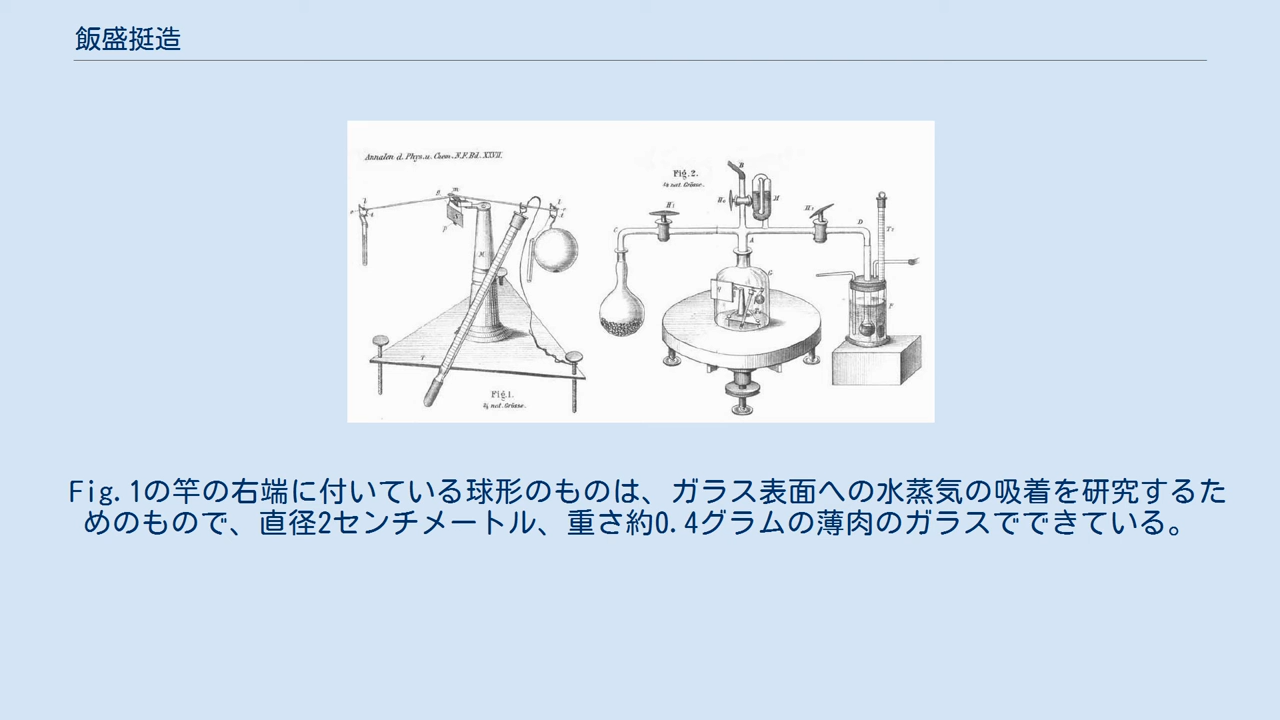 飯盛挺造
Annalen d. Phys. u. Chem. N. F. Bd. XXVII.
Fig. 1.
Fig. 2.
Fig.1の竿の右端に付いている球形のものは、ガラス表面への水蒸気の吸着を研究するた
めのもので、直径2センチメートル、重さ約0.4グラムの薄肉のガラスでできている。